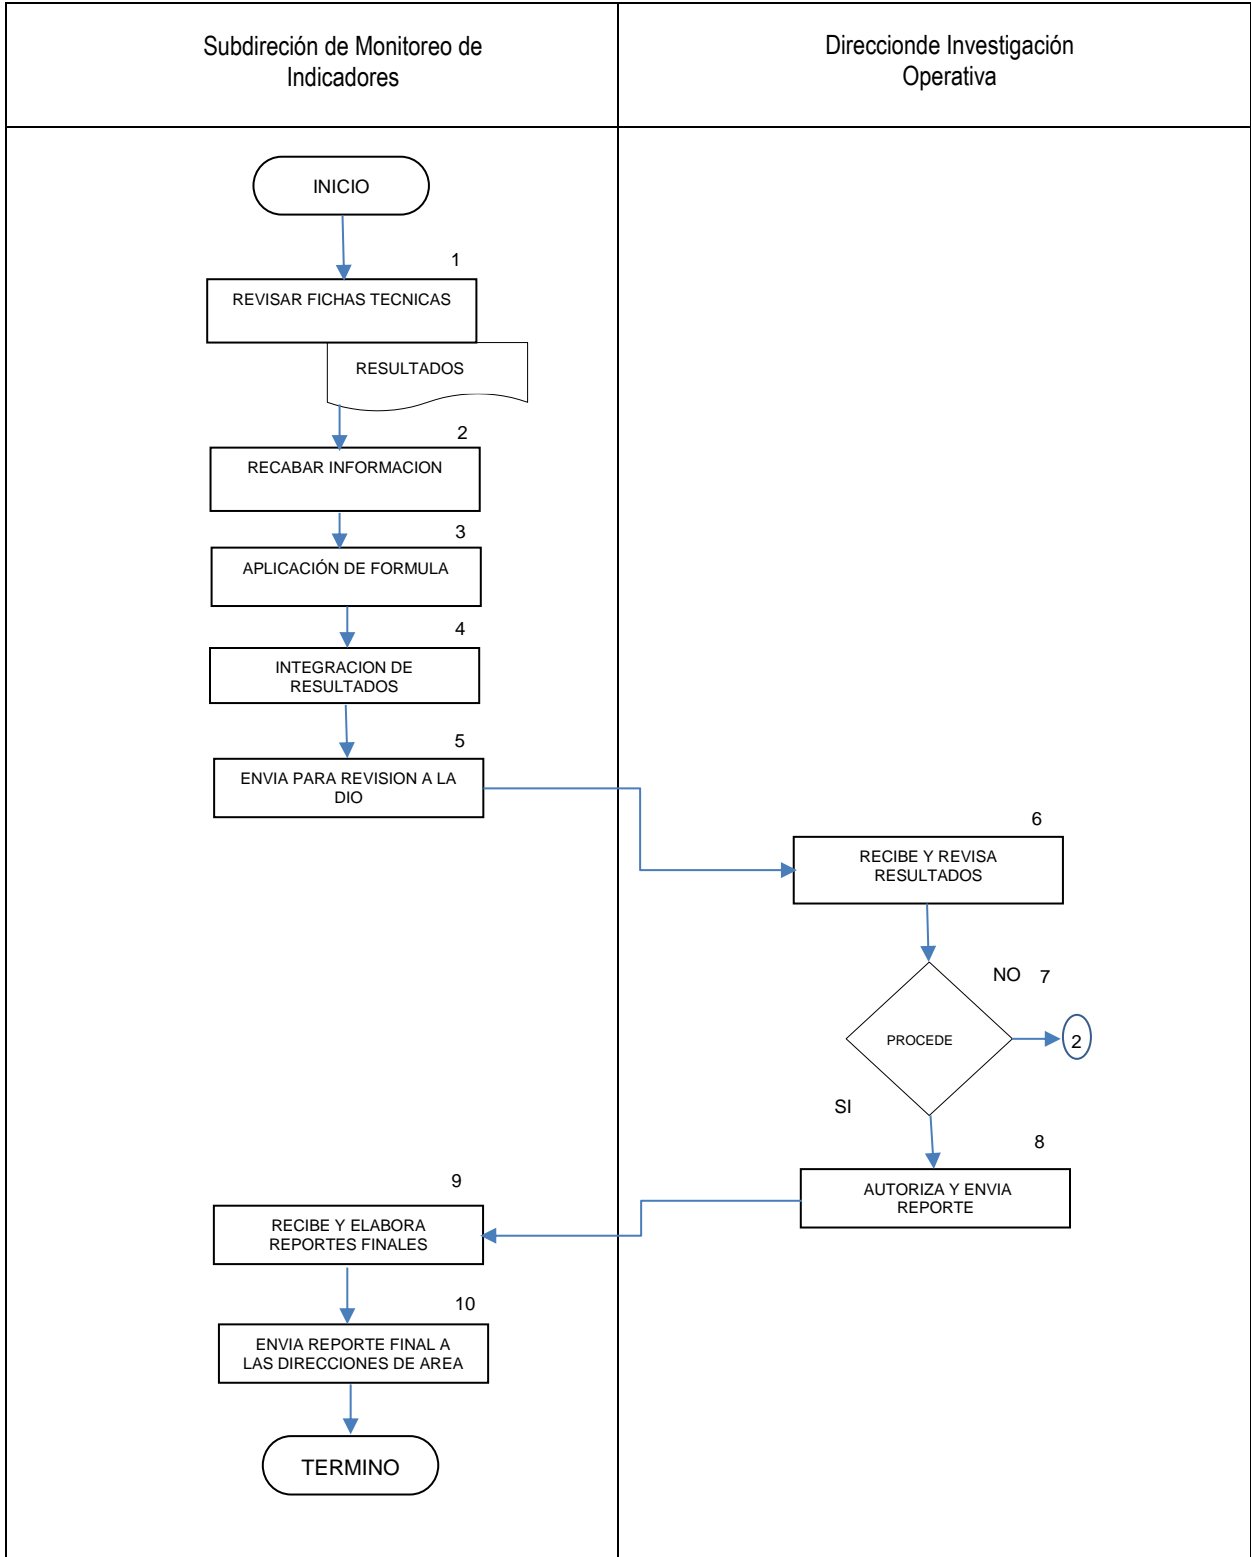 Subdireción de Monitoreo de
Indicadores
Direccionde Investigación
Operativa
INICIO
1
REVISAR FICHAS TECNICAS
RESULTADOS
2
RECABAR INFORMACION
3
APLICACIÓN DE FORMULA
4
INTEGRACION DE
RESULTADOS
5
ENVIA PARA REVISION A LA
DIO
6
RECIBE Y REVISA
RESULTADOS
NO 7
PROCEDE
2
SI
8
AUTORIZA Y ENVIA
REPORTE
9
RECIBE Y ELABORA
REPORTES FINALES
10
ENVIA REPORTE FINAL A
LAS DIRECCIONES DE AREA
TERMINO